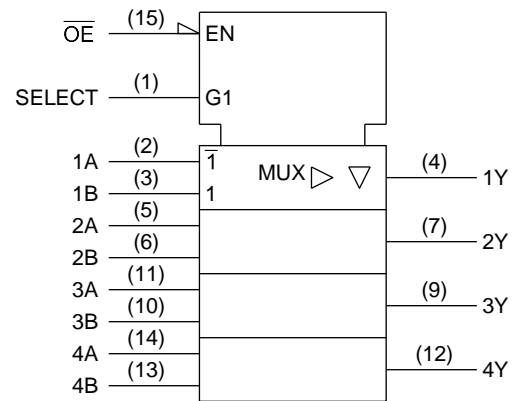 OE (15) EN
SELECT (1) G1
1A (2) 1 MUX (4) 1Y
1B (3) 1
2A (5) (7) 2Y
2B (6)
3A (11) (9) 3Y
3B (10)
4A (14) (12) 4Y
4B (13)